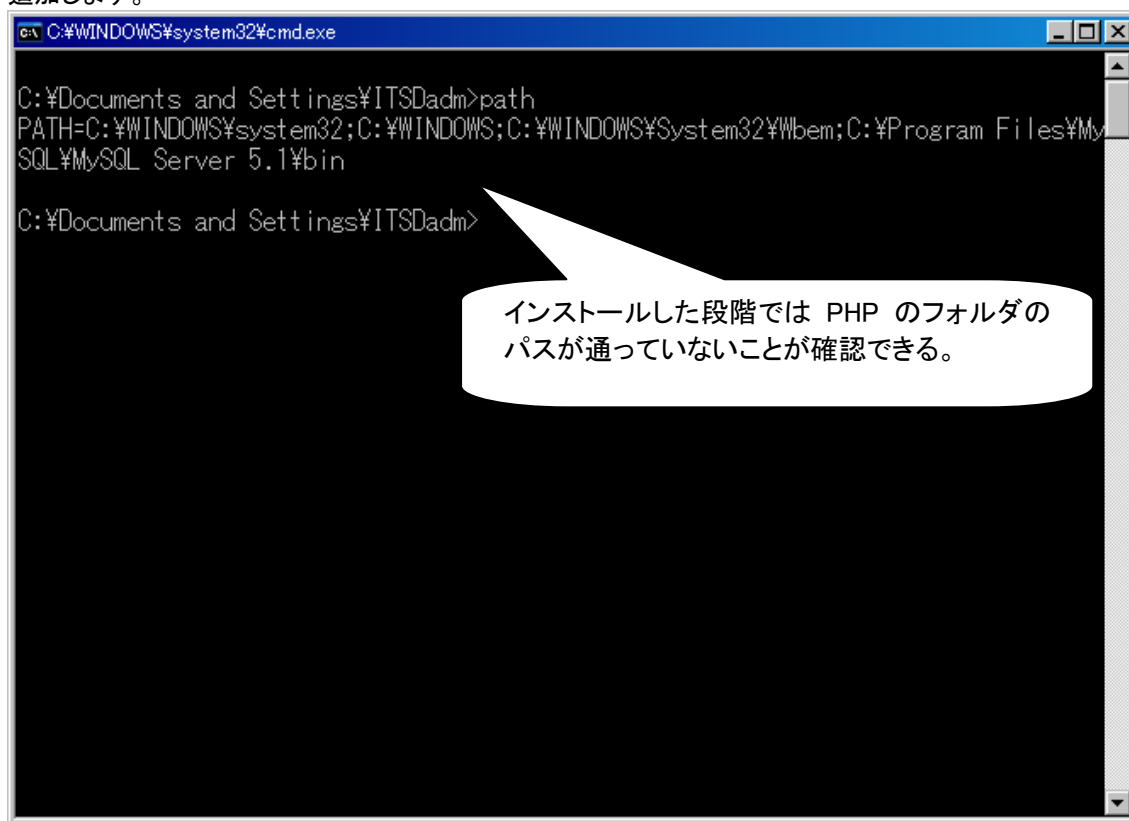 追加します。
C:¥WINDOWS¥system32¥cmd.exe
C:¥Documents and Settings¥ITSDadm>path
PATH=C:¥WINDOWS¥system32;C:¥WINDOWS;C:¥WINDOWS¥System32¥Wbem;C:¥Program Files¥My
SQL¥MySQL Server 5.1¥bin
C:¥Documents and Settings¥ITSDadm>
インストールした段階では PHP のフォルダの
パスが通っていないことが確認できる。